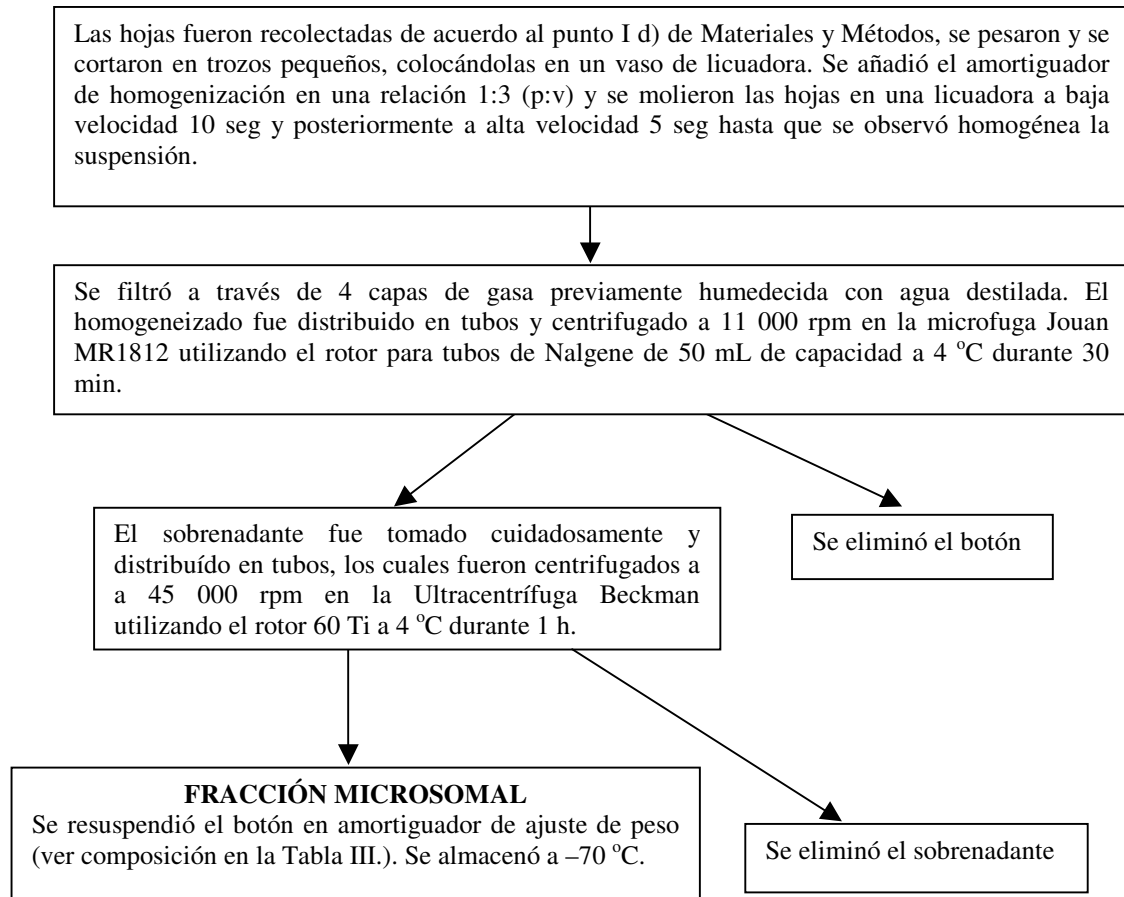 Las hojas fueron recolectadas de acuerdo al punto I d) de Materiales y Métodos, se pesaron y se
cortaron en trozos pequeños, colocándolas en un vaso de licuadora. Se añadió el amortiguador
de homogenización en una relación 1:3 (p:v) y se molieron las hojas en una licuadora a baja
velocidad 10 seg y posteriormente a alta velocidad 5 seg hasta que se observó homogénea la
suspensión.
Se filtró a través de 4 capas de gasa previamente humedecida con agua destilada. El
homogeneizado fue distribuido en tubos y centrifugado a 11 000 rpm en la microfuga Jouan
MR1812 utilizando el rotor para tubos de Nalgene de 50 mL de capacidad a 4 °C durante 30
min.
El sobrenadante fue tomado cuidadosamente y
distribuído en tubos, los cuales fueron centrifugados a
a 45 000 rpm en la Ultracentrífuga Beckman
utilizando el rotor 60 Ti a 4 °C durante 1 h.
Se eliminó el botón
FRACCIÓN MICROSOMAL
Se resuspendió el botón en amortiguador de ajuste de peso
(ver composición en la Tabla III.). Se almacenó a –70 °C.
Se eliminó el sobrenadante